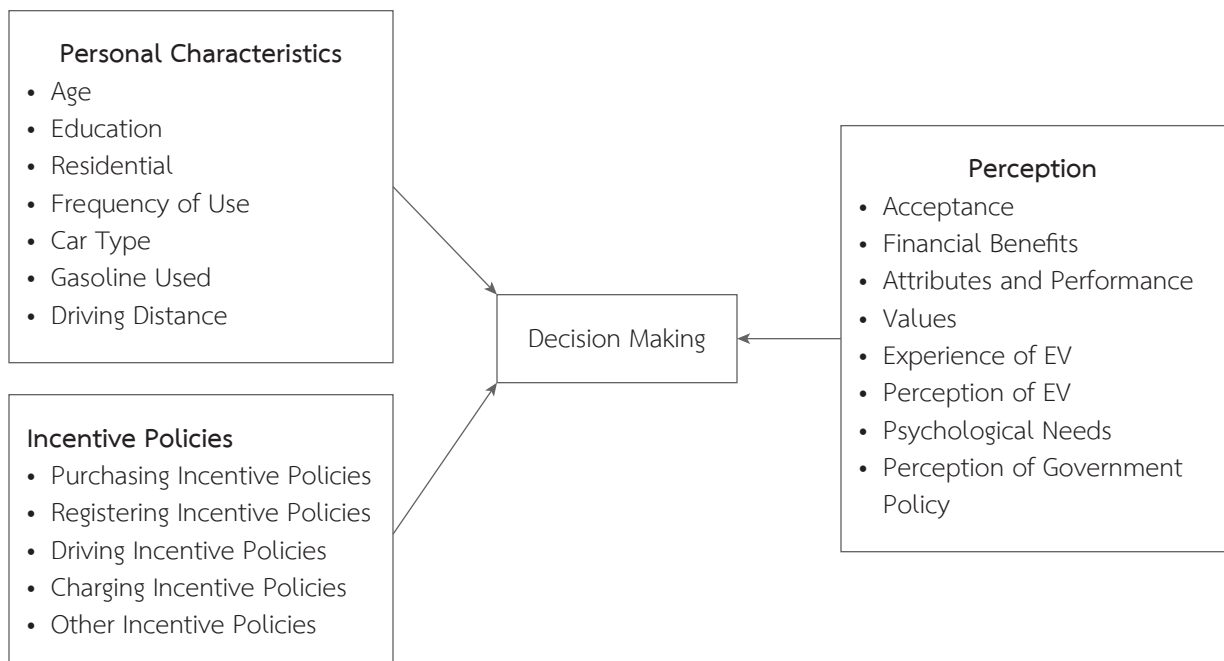 Personal Characteristics
• Age
• Education
• Residential
• Frequency of Use
• Car Type
• Gasoline Used
• Driving Distance
Incentive Policies
• Purchasing Incentive Policies
• Registering Incentive Policies
• Driving Incentive Policies
• Charging Incentive Policies
• Other Incentive Policies
Decision Making
Perception
• Acceptance
• Financial Benefits
• Attributes and Performance
• Values
• Experience of EV
• Perception of EV
• Psychological Needs
• Perception of Government
Policy